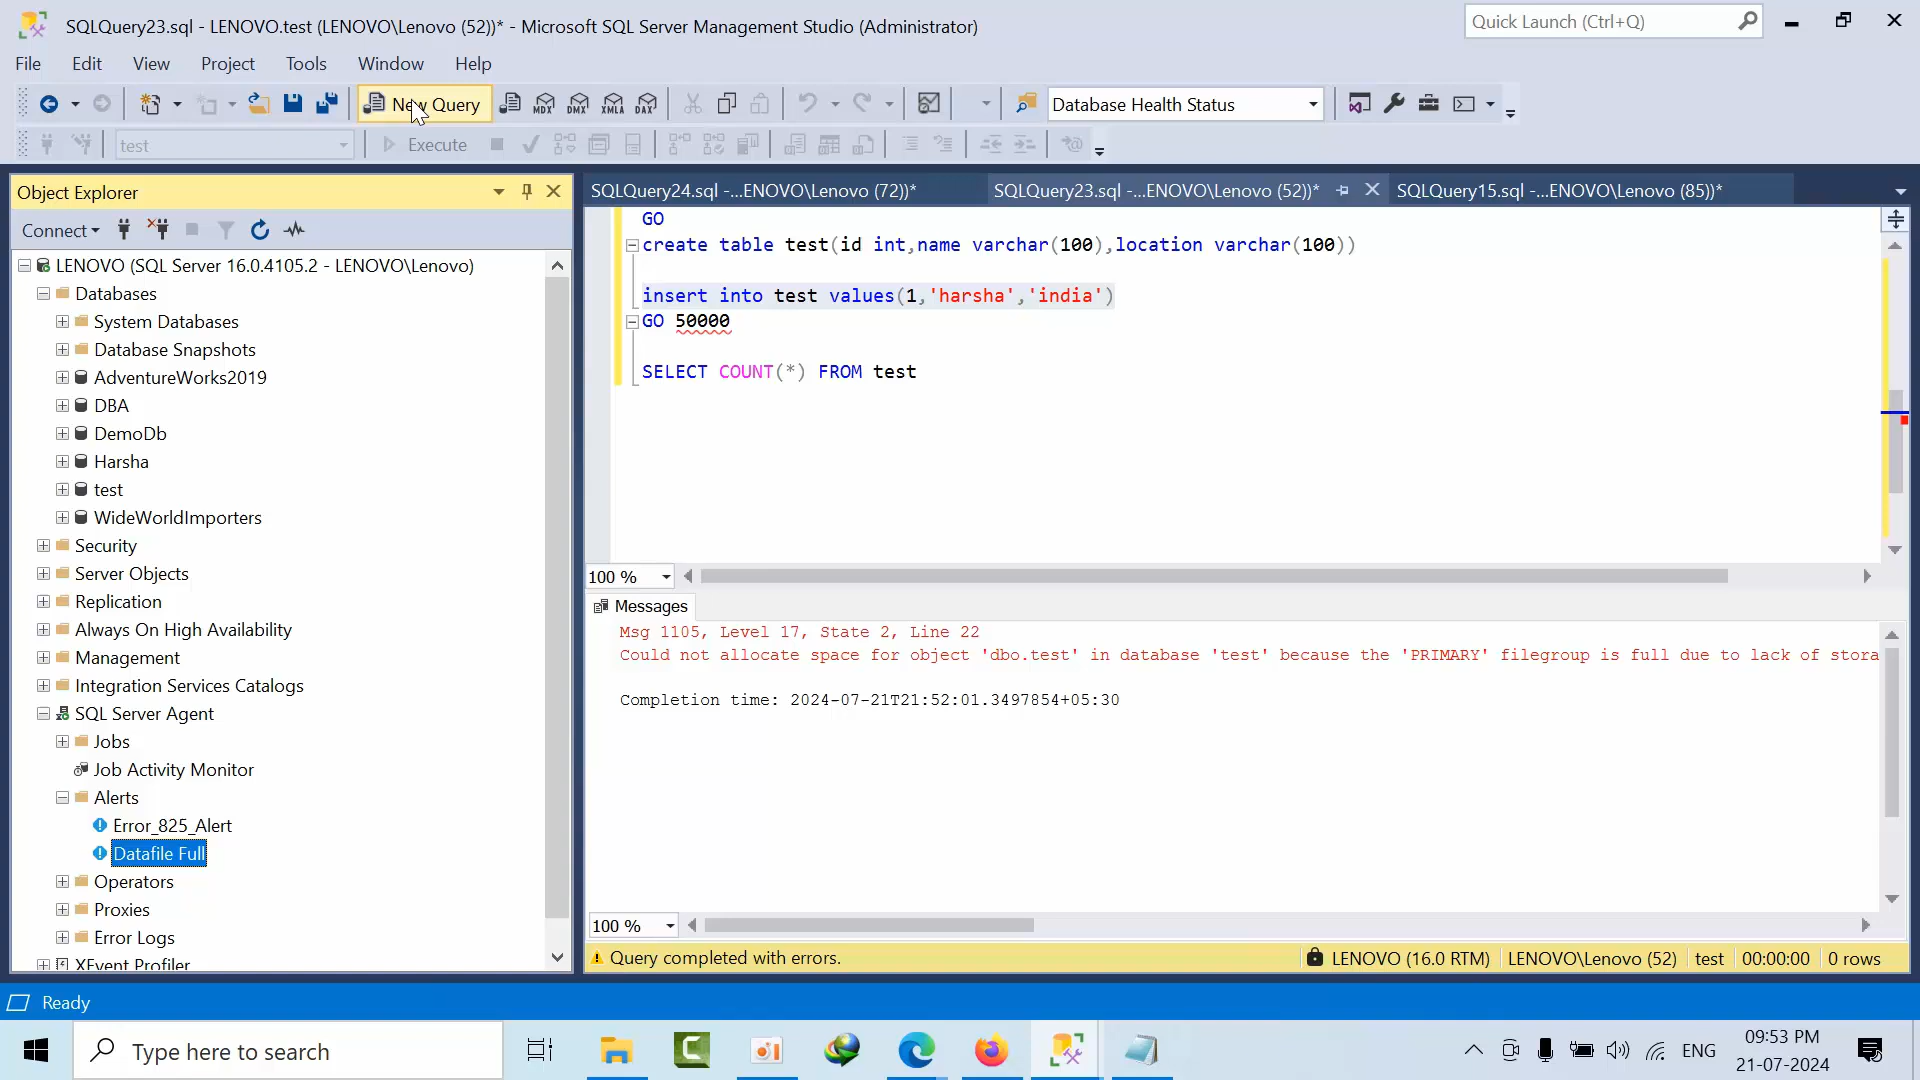 SQLQuery23.sql - LENOVO.test (LENOVO\Lenovo (52))* - Microsoft SQL Server Management Studio (Administrator)
Quick Launch (Ctrl+Q)
File Edit View Project Tools Window Help
New Query
MDX DMX XMLA DAX
Database Health Status
test
Execute
Object Explorer
SQLQuery24.sql -...ENOVO\Lenovo (72))*
SQLQuery23.sql -...ENOVO\Lenovo (52))*
SQLQuery15.sql -...ENOVO\Lenovo (85))*
Connect
LENOVO (SQL Server 16.0.4105.2 - LENOVO\Lenovo)
Databases
System Databases
Database Snapshots
AdventureWorks2019
DBA
DemoDb
Harsha
test
WideWorldImporters
Security
Server Objects
Replication
Always On High Availability
Management
Integration Services Catalogs
SQL Server Agent
Jobs
Job Activity Monitor
Alerts
Error_825_Alert
Datafile Full
Operators
Proxies
Error Logs
XEvent Profiler
GO
create table test(id int,name varchar(100),location varchar(100))
insert into test values(1,'harsha','india')
GO 50000
SELECT COUNT(*) FROM test
100 %
Messages
Msg 1105, Level 17, State 2, Line 22
Could not allocate space for object 'dbo.test' in database 'test' because the 'PRIMARY' filegroup is full due to lack of stora
Completion time: 2024-07-21T21:52:01.3497854+05:30
100 %
Query completed with errors.
LENOVO (16.0 RTM) LENOVO\Lenovo (52) test 00:00:00 0 rows
Ready
Type here to search
ENG
09:53 PM
21-07-2024